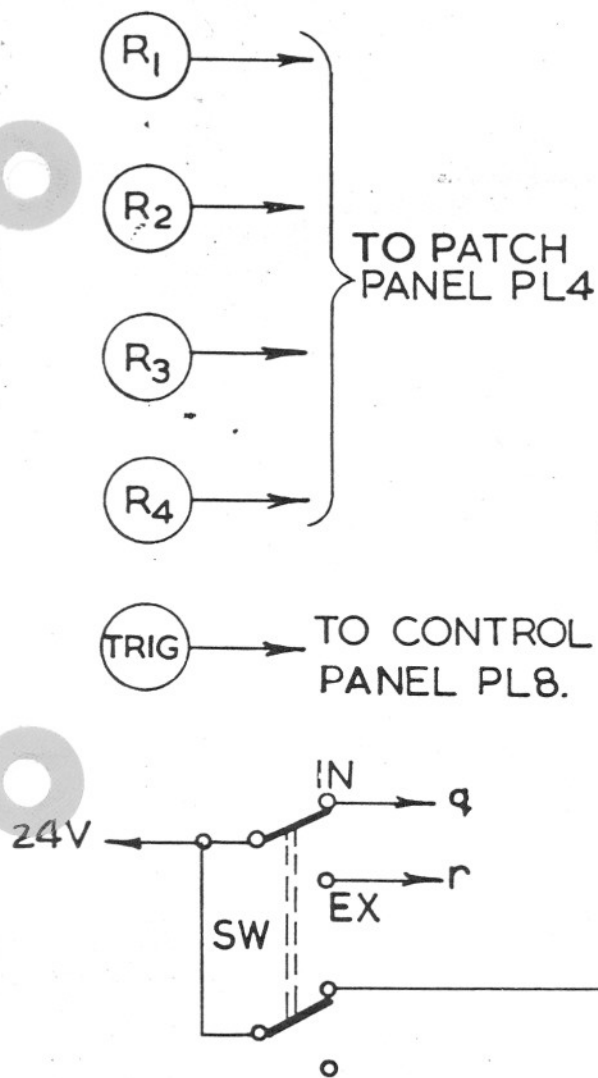 R1
R2
TO PATCH
PANEL PL4
R3
R4
TRIG
TO CONTROL
PANEL PL8.
IN
q
24V
r
EX
SW